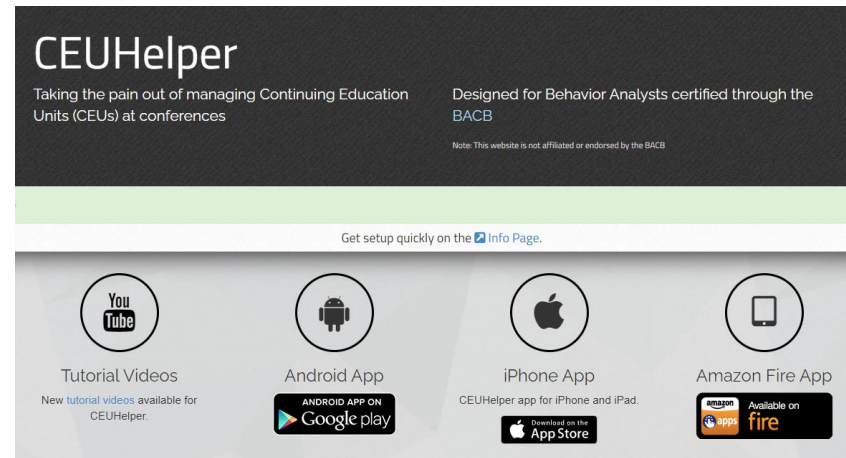 CEUHelper
Taking the pain out of managing Continuing Education
Units (CEUs) at conferences
Designed for Behavior Analysts certified through the
BACB
Note: This website is not affiliated or endorsed by the BACB
Get setup quickly on the Info Page.
You
Tube
Tutorial Videos
New tutorial videos available for
CEUHelper.
Android App
ANDROID APP ON
Google play
iPhone App
CEUHelper app for iPhone and iPad.
Download on the
App Store
Amazon Fire App
amazon
apps
Available on
fire